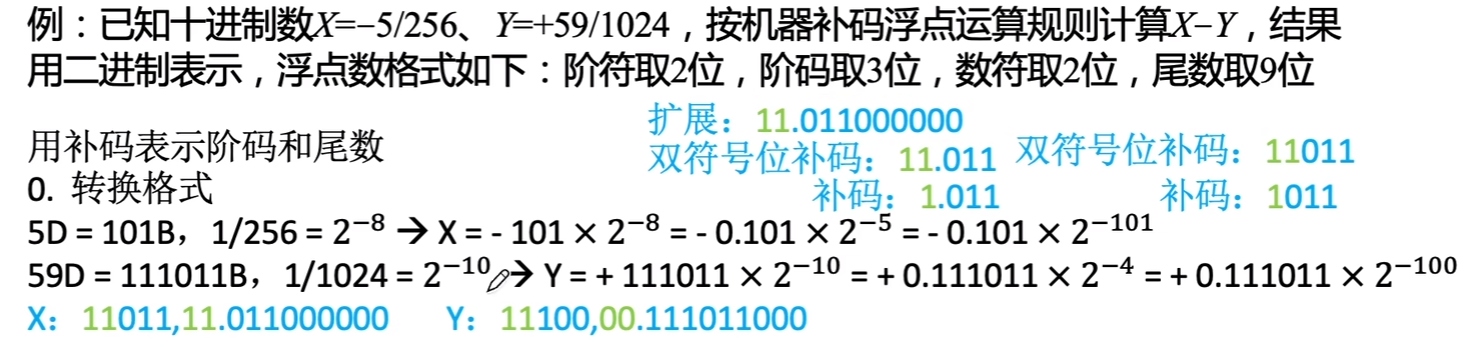 例：已知十进制数X=−5/256、Y=+59/1024，按机器补码浮点运算规则计算X−Y，结果
用二进制表示，浮点数格式如下：阶符取2位，阶码取3位，数符取2位，尾数取9位
扩展：11.011000000
用补码表示阶码和尾数
双符号位补码：11.011 双符号位补码：11011
0. 转换格式
补码：1.011 补码：1011
5D = 101B，1/256 = 2⁻⁸ → X = - 101 × 2⁻⁸ = - 0.101 × 2⁻⁵ = - 0.101 × 2⁻¹⁰¹
59D = 111011B，1/1024 = 2⁻¹⁰ → Y = + 111011 × 2⁻¹⁰ = + 0.111011 × 2⁻⁴ = + 0.111011 × 2⁻¹⁰⁰
X：11011,11.011000000 Y：11100,00.111011000